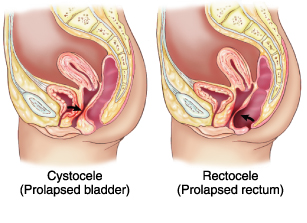 Cystocele
(Prolapsed bladder)
Rectocele
(Prolapsed rectum)